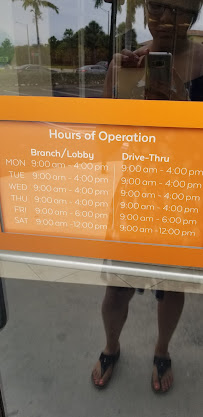 Hours of Operation
Branch/Lobby Drive-Thru
MON 9:00 am - 4:00 pm 9:00 am - 4:00 pm
TUE 9:00 am - 4:00 pm 9:00 am - 4:00 pm
WED 9:00 am - 4:00 pm 9:00 am - 4:00 pm
THU 9:00 am - 4:00 pm 9:00 am - 4:00 pm
FRI 9:00 am - 6:00 pm 9:00 am - 6:00 pm
SAT 9:00 am - 12:00 pm 9:00 am - 12:00 pm